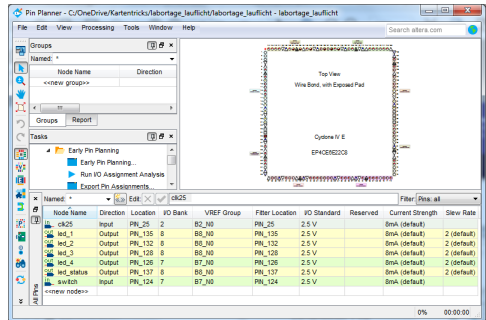 Pin Planner - C:/OneDrive/Kartentricks/labortage_lauflicht/labortage_lauflicht - labortage_lauflicht
File Edit View Processing Tools Window Help
Search altera.com
Groups
Named: *
Node Name Direction
<<new group>>
Groups Report
Tasks
Early Pin Planning
Early Pin Planning...
Run I/O Assignment Analysis
Export Pin Assignments...
Top View
Wire Bond, with Exposed Pad
Cyclone IV E
EP4CE6E22C8
Named: * Edit: clk25 Filter: Pins: all
Node Name Direction Location I/O Bank VREF Group Fitter Location I/O Standard Reserved Current Strength Slew Rate
clk25 Input PIN_25 2 B2_N0 PIN_25 2.5 V 8mA (default)
led_1 Output PIN_135 8 B8_N0 PIN_135 2.5 V 8mA (default) 2 (default)
led_2 Output PIN_132 8 B8_N0 PIN_132 2.5 V 8mA (default) 2 (default)
led_3 Output PIN_128 8 B8_N0 PIN_128 2.5 V 8mA (default) 2 (default)
led_4 Output PIN_126 7 B7_N0 PIN_126 2.5 V 8mA (default) 2 (default)
led_status Output PIN_137 8 B8_N0 PIN_137 2.5 V 8mA (default) 2 (default)
switch Input PIN_124 7 B7_N0 PIN_124 2.5 V 8mA (default)
<<new node>>
All Pins
0% 00:00:00